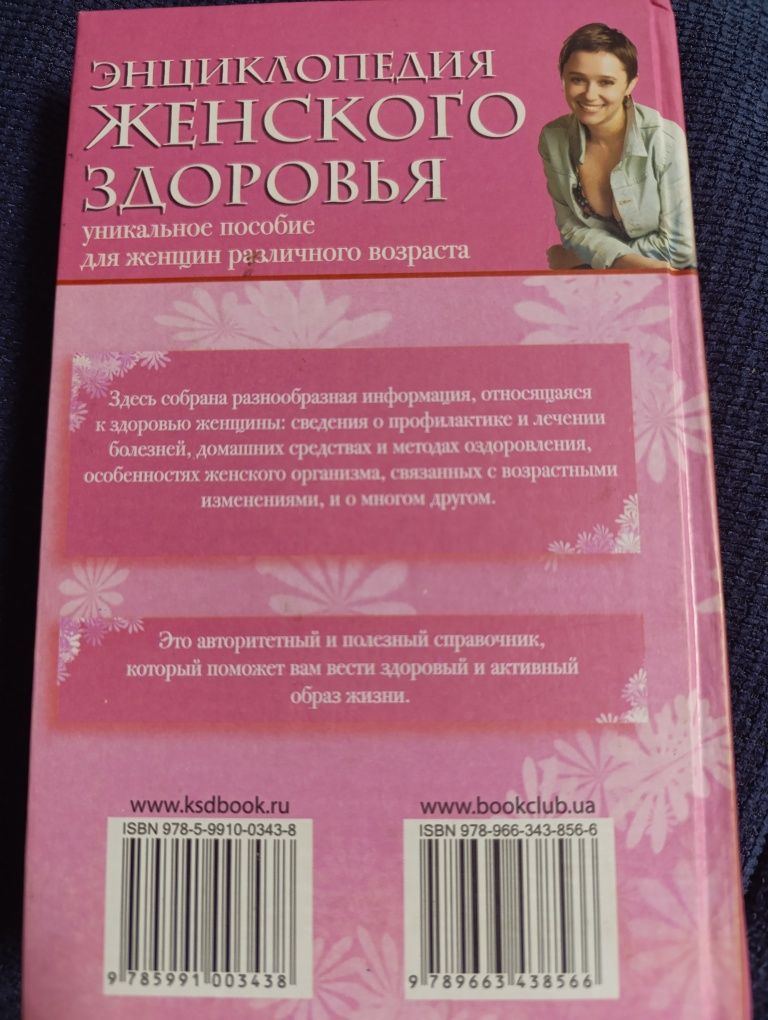 ЭНЦИКЛОПЕДИЯ
ЖЕНСКОГО
ЗДОРОВЬЯ
уникальное пособие
для женщин различного возраста
Здесь собрана разнообразная информация, относящаяся
к здоровью женщины: сведения о профилактике и лечении
болезней, домашних средствах и методах оздоровления,
особенностях женского организма, связанных с возрастными
изменениями, и о многом другом.
Это авторитетный и полезный справочник,
который поможет вам вести здоровый и активный
образ жизни.
www.ksdbook.ru
ISBN 978-5-9910-0343-8
9 785991 003438
www.bookclub.ua
ISBN 978-966-343-856-6
9 789663 438566